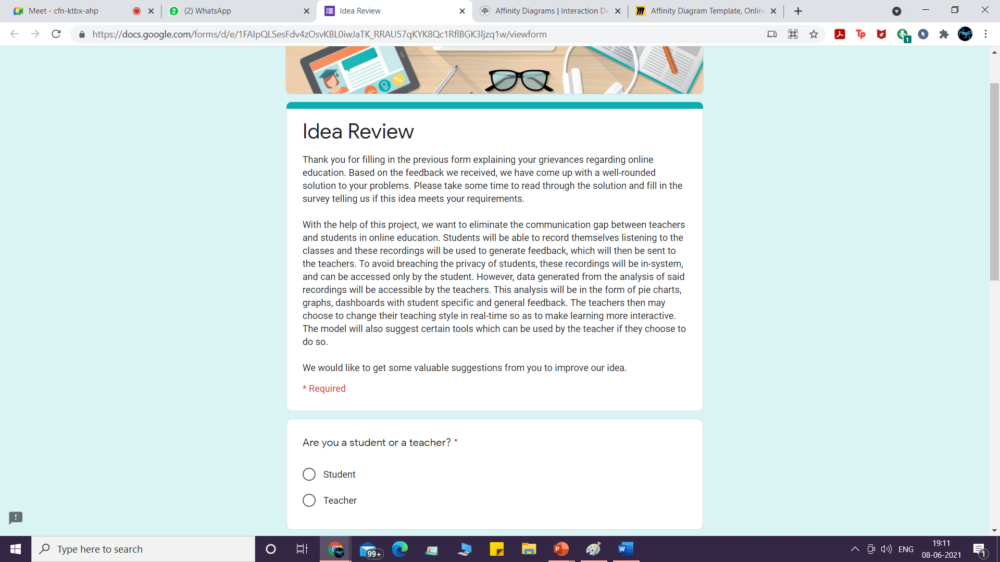 Meet - cfn-ktbx-ahp
(2) WhatsApp
Idea Review
Affinity Diagrams | Interaction De
Affinity Diagram Template, Onlin
https://docs.google.com/forms/d/e/1FAIpQLSesFdv4zOsvKBL0iwJaTK_RRAU57qKYK8Qc1RflBGK3ljzq1w/viewform
1
Idea Review
Thank you for filling in the previous form explaining your grievances regarding online
education. Based on the feedback we received, we have come up with a well-rounded
solution to your problems. Please take some time to read through the solution and fill in the
survey telling us if this idea meets your requirements.
With the help of this project, we want to eliminate the communication gap between teachers
and students in online education. Students will be able to record themselves listening to the
classes and these recordings will be used to generate feedback, which will then be sent to
the teachers. To avoid breaching the privacy of students, these recordings will be in-system,
and can be accessed only by the student. However, data generated from the analysis of said
recordings will be accessible by the teachers. This analysis will be in the form of pie charts,
graphs, dashboards with student specific and general feedback. The teachers then may
choose to change their teaching style in real-time so as to make learning more interactive.
The model will also suggest certain tools which can be used by the teacher if they choose to
do so.
We would like to get some valuable suggestions from you to improve our idea.
* Required
Are you a student or a teacher? *
Student
Teacher
Type here to search
99+
ENG
19:11
08-06-2021
1